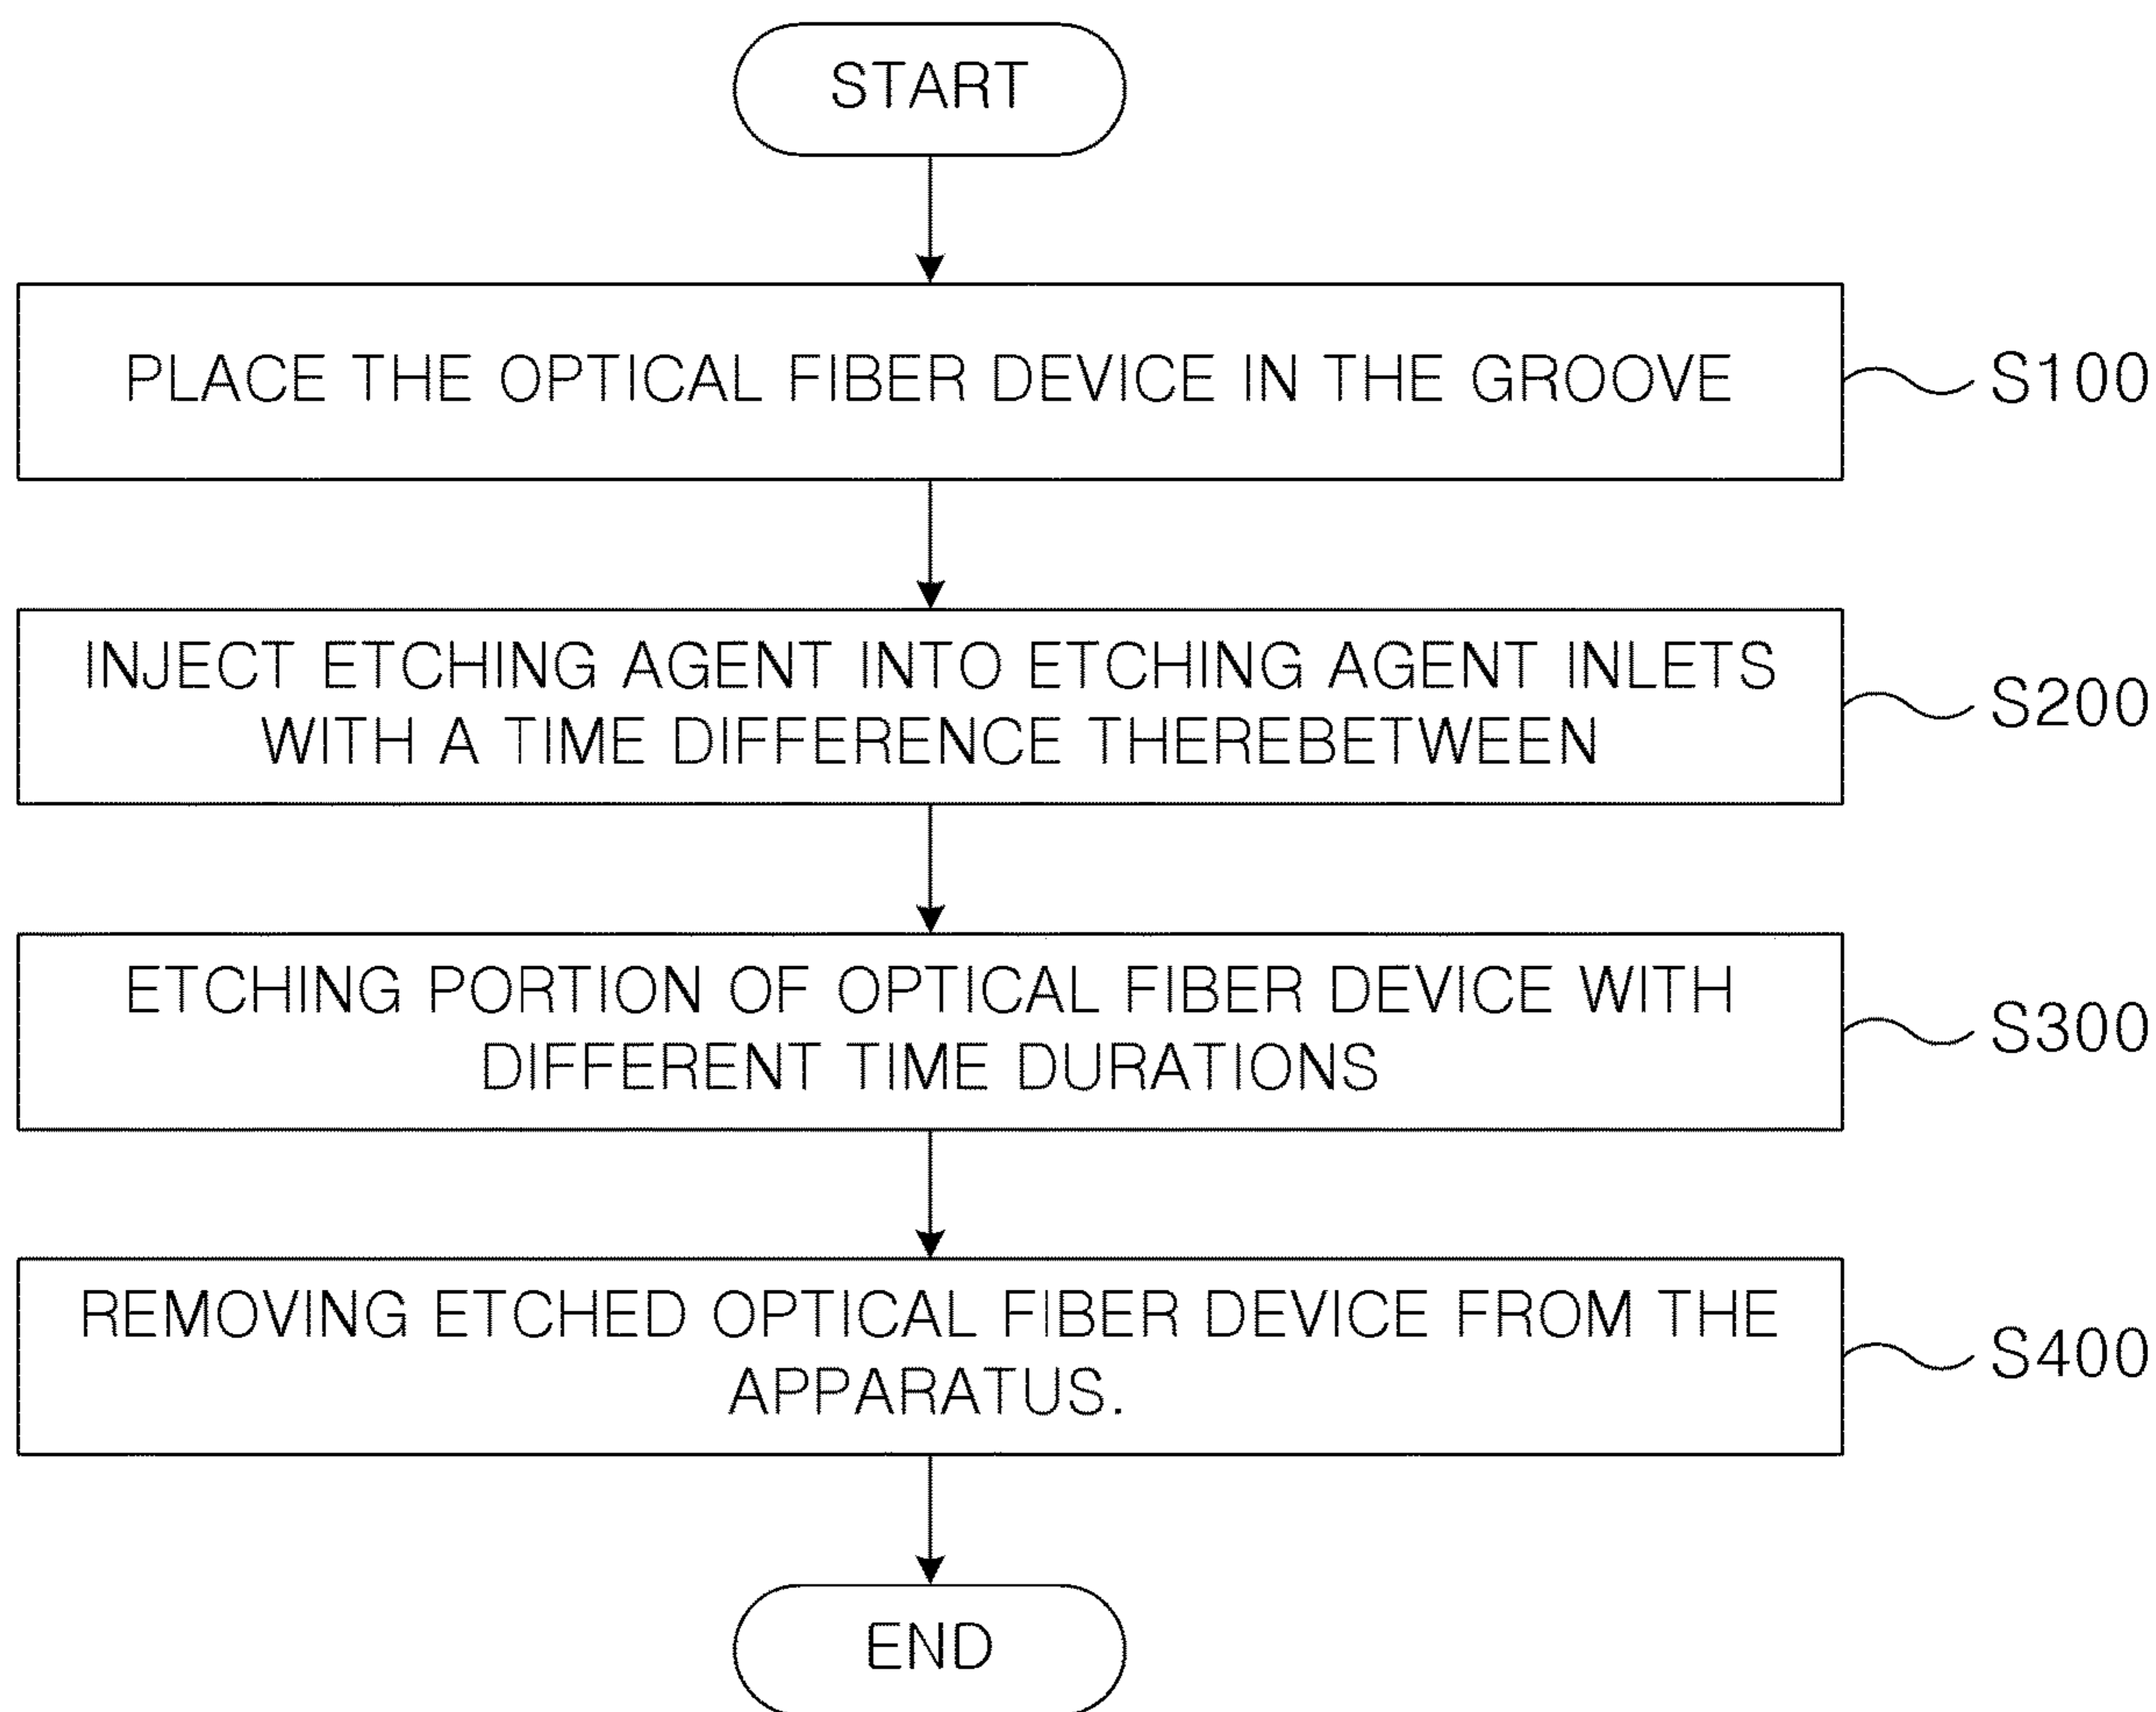 START
PLACE THE OPTICAL FIBER DEVICE IN THE GROOVE
S100
INJECT ETCHING AGENT INTO ETCHING AGENT INLETS
WITH A TIME DIFFERENCE THEREBETWEEN
S200
ETCHING PORTION OF OPTICAL FIBER DEVICE WITH
DIFFERENT TIME DURATIONS
S300
REMOVING ETCHED OPTICAL FIBER DEVICE FROM THE
APPARATUS.
S400
END